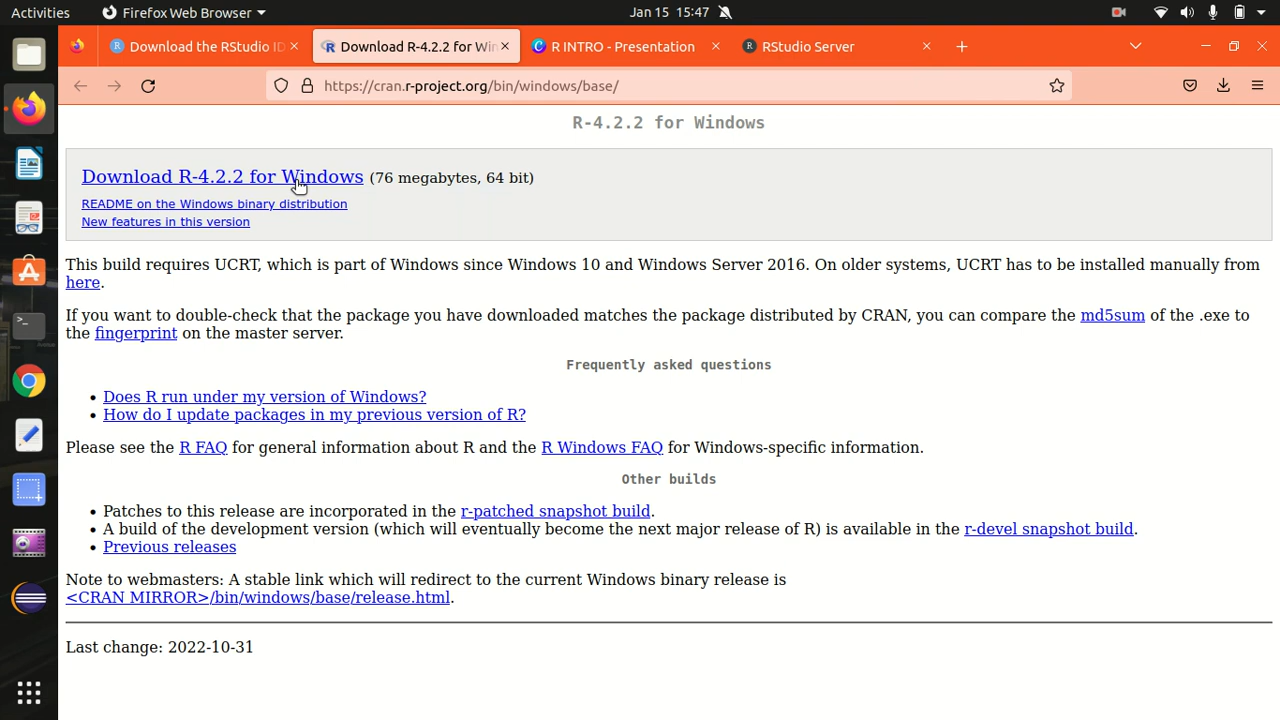 Activities Firefox Web Browser Jan 15 15:47
Download the RStudio ID Download R-4.2.2 for Win R INTRO - Presentation RStudio Server
https://cran.r-project.org/bin/windows/base/
R-4.2.2 for Windows
Download R-4.2.2 for Windows (76 megabytes, 64 bit)
README on the Windows binary distribution
New features in this version
This build requires UCRT, which is part of Windows since Windows 10 and Windows Server 2016. On older systems, UCRT has to be installed manually from
here.
If you want to double-check that the package you have downloaded matches the package distributed by CRAN, you can compare the md5sum of the .exe to
the fingerprint on the master server.
Frequently asked questions
• Does R run under my version of Windows?
• How do I update packages in my previous version of R?
Please see the R FAQ for general information about R and the R Windows FAQ for Windows-specific information.
Other builds
• Patches to this release are incorporated in the r-patched snapshot build.
• A build of the development version (which will eventually become the next major release of R) is available in the r-devel snapshot build.
• Previous releases
Note to webmasters: A stable link which will redirect to the current Windows binary release is
<CRAN MIRROR>/bin/windows/base/release.html.
Last change: 2022-10-31